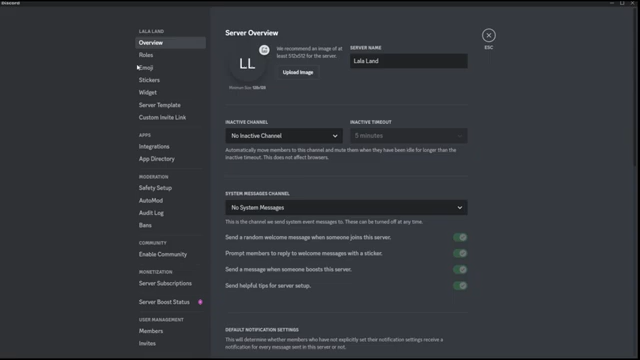 Discord
LALA LAND
Overview
Roles
Emoji
Stickers
Widget
Server Template
Custom Invite Link
APPS
Integrations
App Directory
MODERATION
Safety Setup
AutoMod
Audit Log
Bans
COMMUNITY
Enable Community
MONETIZATION
Server Subscriptions
Server Boost Status
USER MANAGEMENT
Members
Invites
Server Overview
LL
We recommend an image of at
least 512x512 for the server.
Upload Image
SERVER NAME
Lala Land
ESC
INACTIVE CHANNEL
No Inactive Channel
INACTIVE TIMEOUT
5 minutes
Automatically move members to this channel and mute them when they have been idle for longer than the
inactive timeout. This does not affect browsers.
SYSTEM MESSAGES CHANNEL
No System Messages
This is the channel we send system event messages to. These can be turned off at any time.
Send a random welcome message when someone joins this server.
Prompt members to reply to welcome messages with a sticker.
Send a message when someone boosts this server.
Send helpful tips for server setup.
DEFAULT NOTIFICATION SETTINGS
This will determine whether members who have not explicitly set their notification settings receive a
notification for every message sent in this server or not.